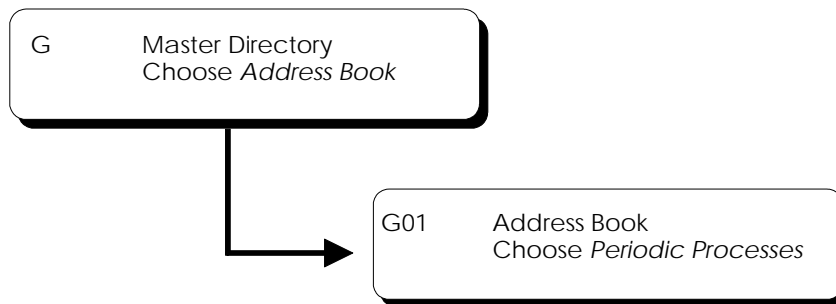 G Master Directory
Choose Address Book
G01 Address Book
Choose Periodic Processes